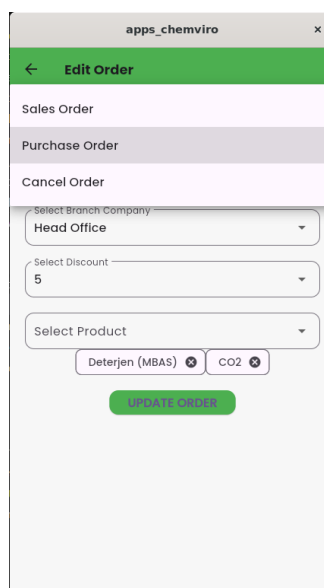 apps_chemviro ×
← Edit Order
Sales Order
Purchase Order
Cancel Order
Select Branch Company
Head Office
Select Discount
5
Select Product
Deterjen (MBAS) CO2
UPDATE ORDER